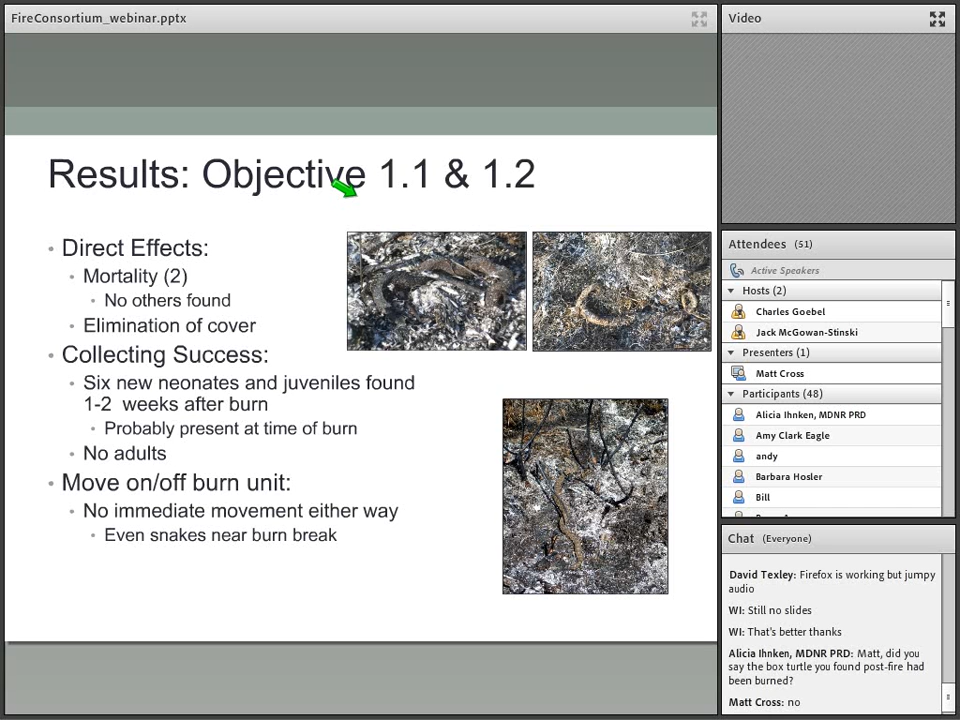 FireConsortium_webinar.pptx
Results: Objective 1.1 & 1.2
• Direct Effects:
• Mortality (2)
• No others found
• Elimination of cover
• Collecting Success:
• Six new neonates and juveniles found
1-2 weeks after burn
• Probably present at time of burn
• No adults
• Move on/off burn unit:
• No immediate movement either way
• Even snakes near burn break
Video
Attendees (51)
Active Speakers
Hosts (2)
Charles Goebel
Jack McGowan-Stinski
Presenters (1)
Matt Cross
Participants (48)
Alicia Ihnken, MDNR PRD
Amy Clark Eagle
andy
Barbara Hosler
Bill
Chat (Everyone)
David Texley: Firefox is working but jumpy
audio
WI: Still no slides
WI: That's better thanks
Alicia Ihnken, MDNR PRD: Matt, did you
say the box turtle you found post-fire had
been burned?
Matt Cross: no